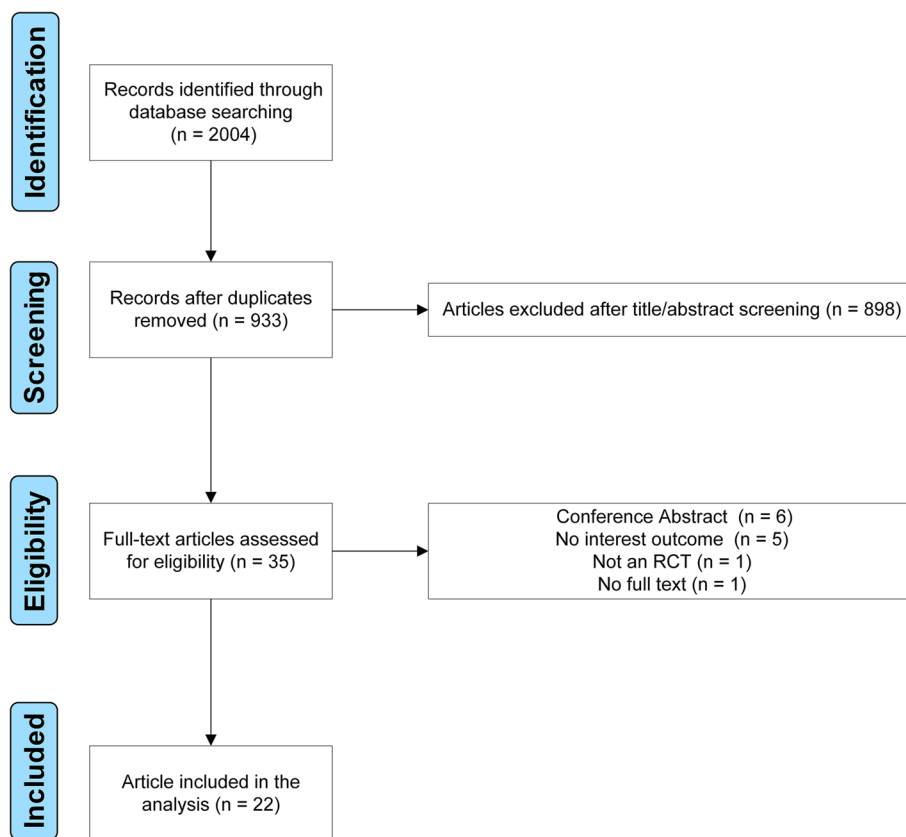 Identification
Records identified through
database searching
(n = 2004)
Screening
Records after duplicates
removed (n = 933)
Articles excluded after title/abstract screening (n = 898)
Eligibility
Full-text articles assessed
for eligibility (n = 35)
Conference Abstract  (n = 6)
No interest outcome  (n = 5)
Not an RCT (n = 1)
No full text (n = 1)
Included
Article included in the
analysis (n = 22)